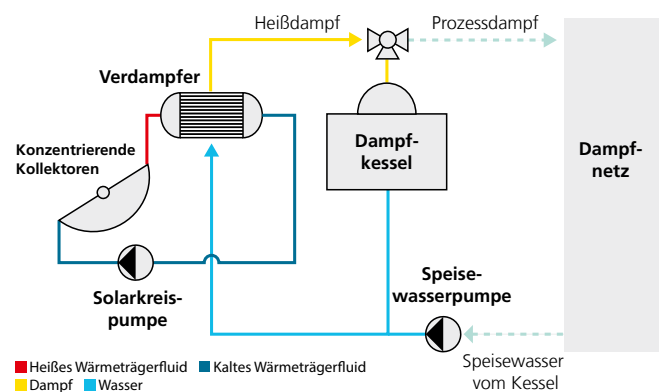 Heißdampf
Prozessdampf
Verdampfer
Konzentrierende
Kollektoren
Dampf-
kessel
Dampf-
netz
Solarkreis-
pumpe
Speise-
wasserpumpe
Speisewasser
vom Kessel
Heißes Wärmeträgerfluid Kaltes Wärmeträgerfluid
Dampf Wasser